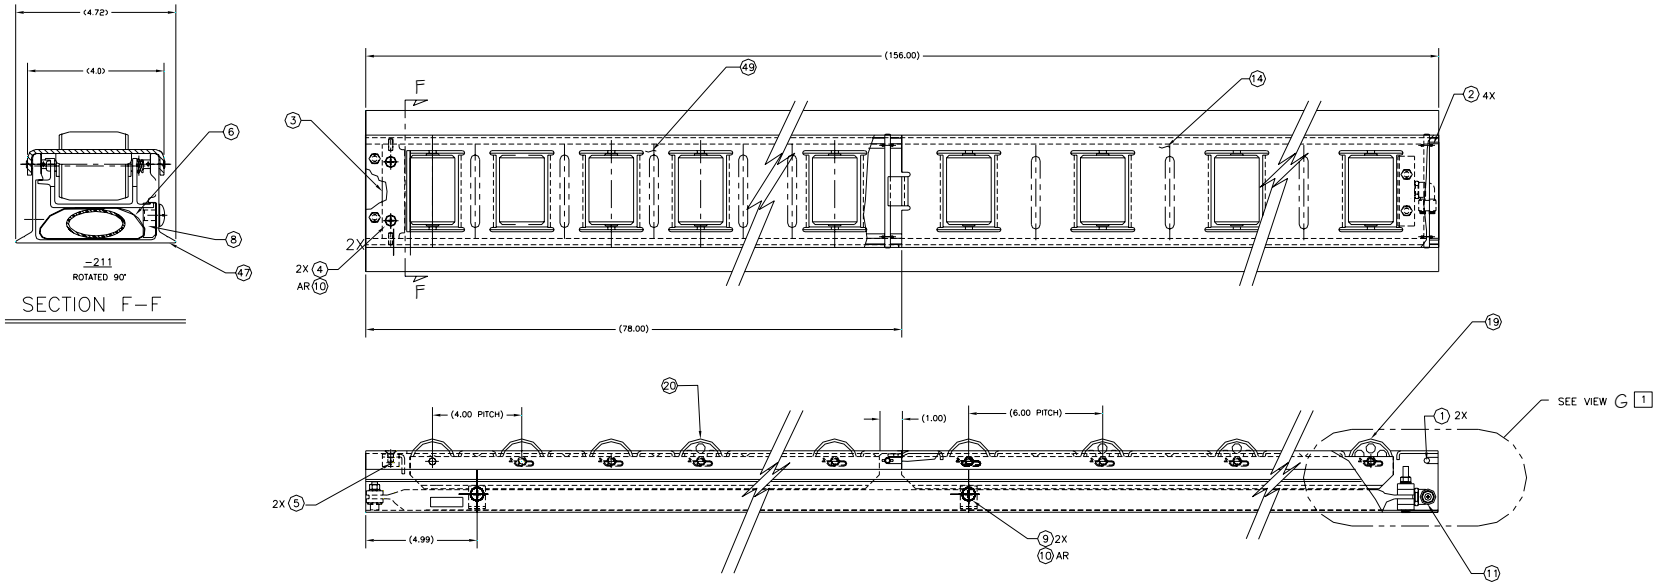 (4.72)
(4.0)
6
8
47
-211
ROTATED 90°
SECTION F-F
(156.00)
F
49
14
2 4X
3
2X
2X 4
AR 10
F
(78.00)
19
20
(4.00 PITCH)
(1.00)
(6.00 PITCH)
SEE VIEW G 1
1 2X
2X 5
(4.99)
9 2X
10 AR
11